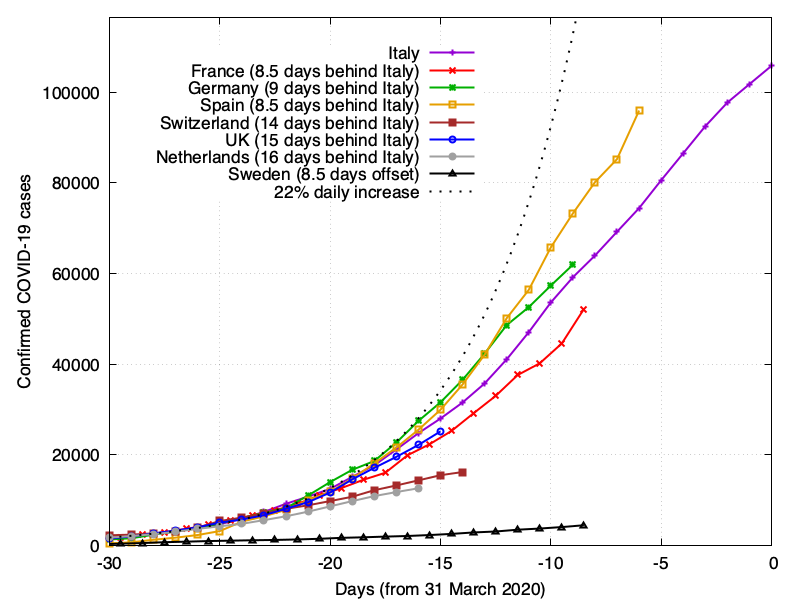 Italy
France (8.5 days behind Italy)
Germany (9 days behind Italy)
Spain (8.5 days behind Italy)
Switzerland (14 days behind Italy)
UK (15 days behind Italy)
Netherlands (16 days behind Italy)
Sweden (8.5 days offset)
22% daily increase
Confirmed COVID-19 cases
100000
80000
60000
40000
20000
0
-30 -25 -20 -15 -10 -5 0
Days (from 31 March 2020)